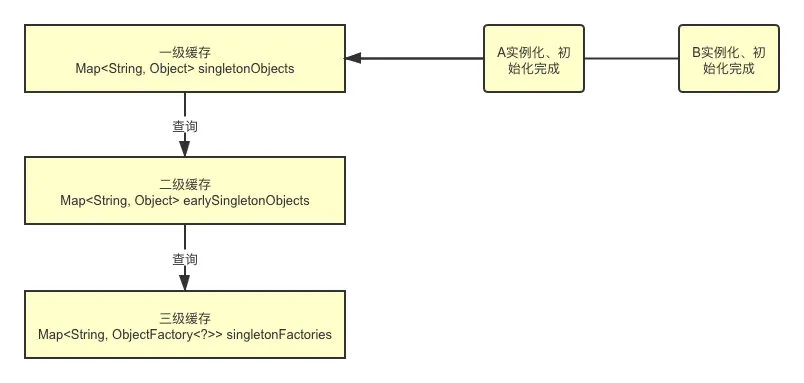 一级缓存
Map<String, Object> singletonObjects
A实例化、初
始化完成
B实例化、初
始化完成
查询
二级缓存
Map<String, Object> earlySingletonObjects
查询
三级缓存
Map<String, ObjectFactory<?>> singletonFactories